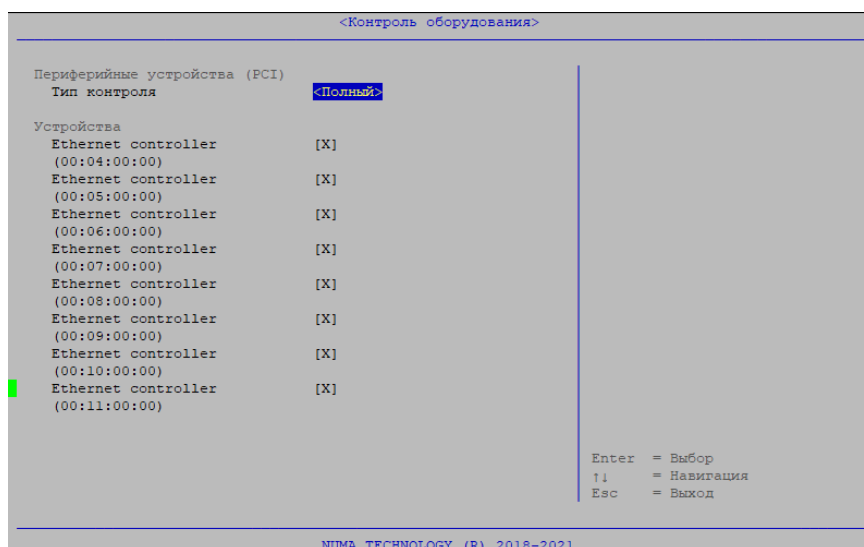 <Контроль оборудования>
Периферийные устройства (PCI)
Тип контроля <Полный>
Устройства
Ethernet controller [X]
(00:04:00:00)
Ethernet controller [X]
(00:05:00:00)
Ethernet controller [X]
(00:06:00:00)
Ethernet controller [X]
(00:07:00:00)
Ethernet controller [X]
(00:08:00:00)
Ethernet controller [X]
(00:09:00:00)
Ethernet controller [X]
(00:10:00:00)
Ethernet controller [X]
(00:11:00:00)
Enter = Выбор
↑↓ = Навигация
Esc = Выход
NUMA TECHNOLOGY (R) 2018-2021